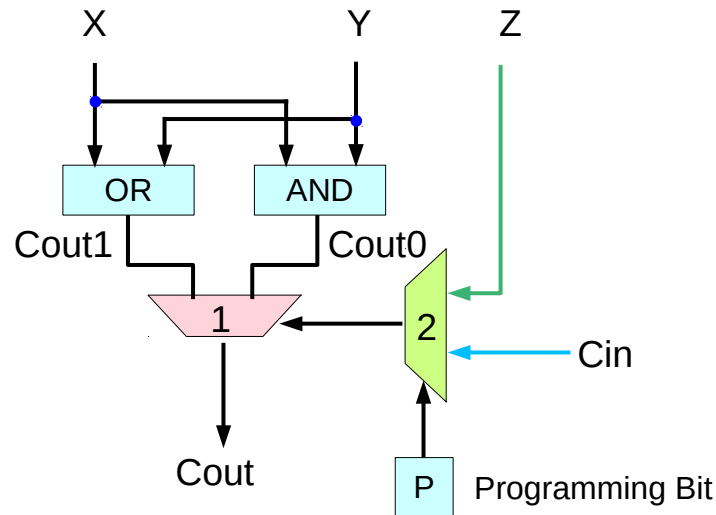 X Y Z
OR AND
Cout1 Cout0
1 2
Cin
Cout P Programming Bit